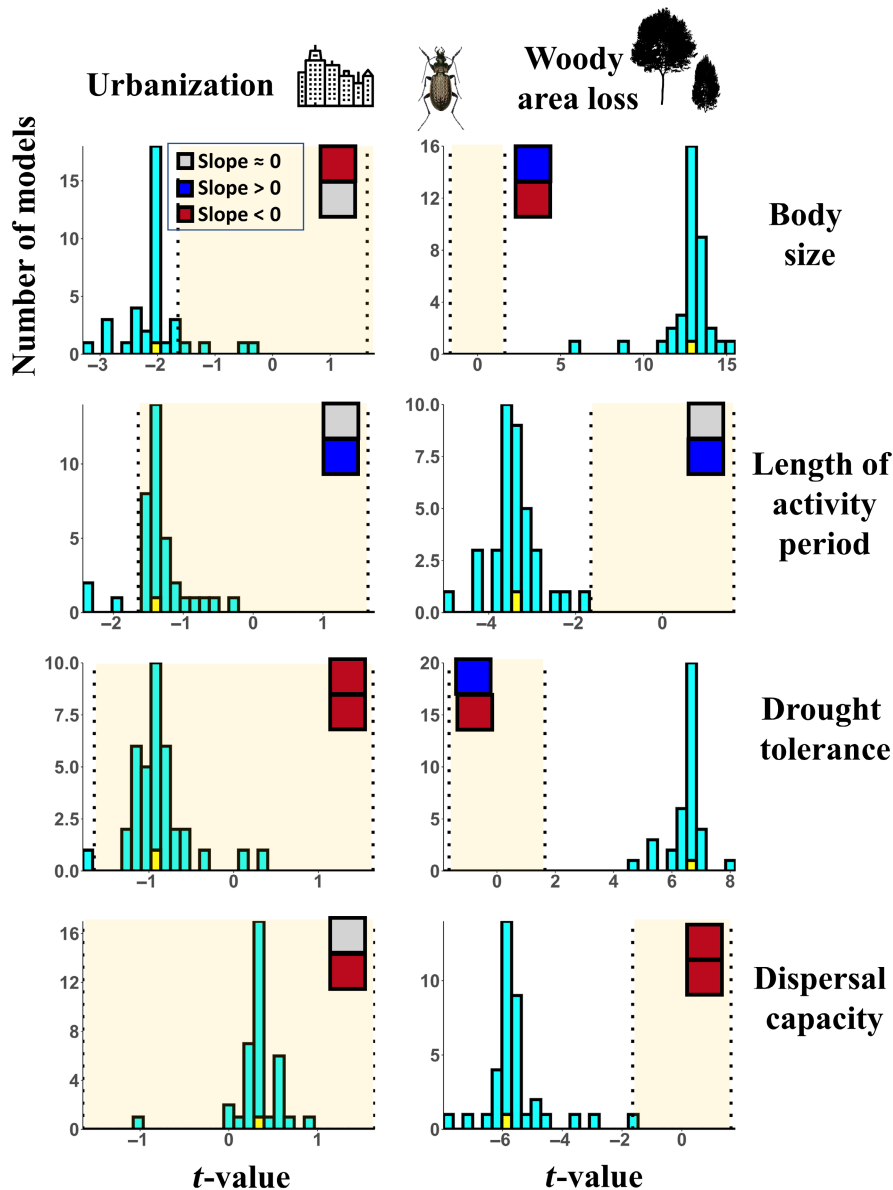 Urbanization
Woody
area loss
Number of models
Slope ≈ 0
Slope > 0
Slope < 0
15
10
5
0
−3 −2 −1 0 1
16
12
8
4
0
0 5 10 15
Body
size
10
5
0
−2 −1 0 1
10.0
7.5
5.0
2.5
0.0
−4 −2 0
Length of
activity
period
10.0
7.5
5.0
2.5
0.0
−1 0 1
20
15
10
5
0
0 2 4 6 8
Drought
tolerance
16
12
8
4
−1 0 1
10
5
0
−6 −4 −2 0
Dispersal
capacity
t-value
t-value